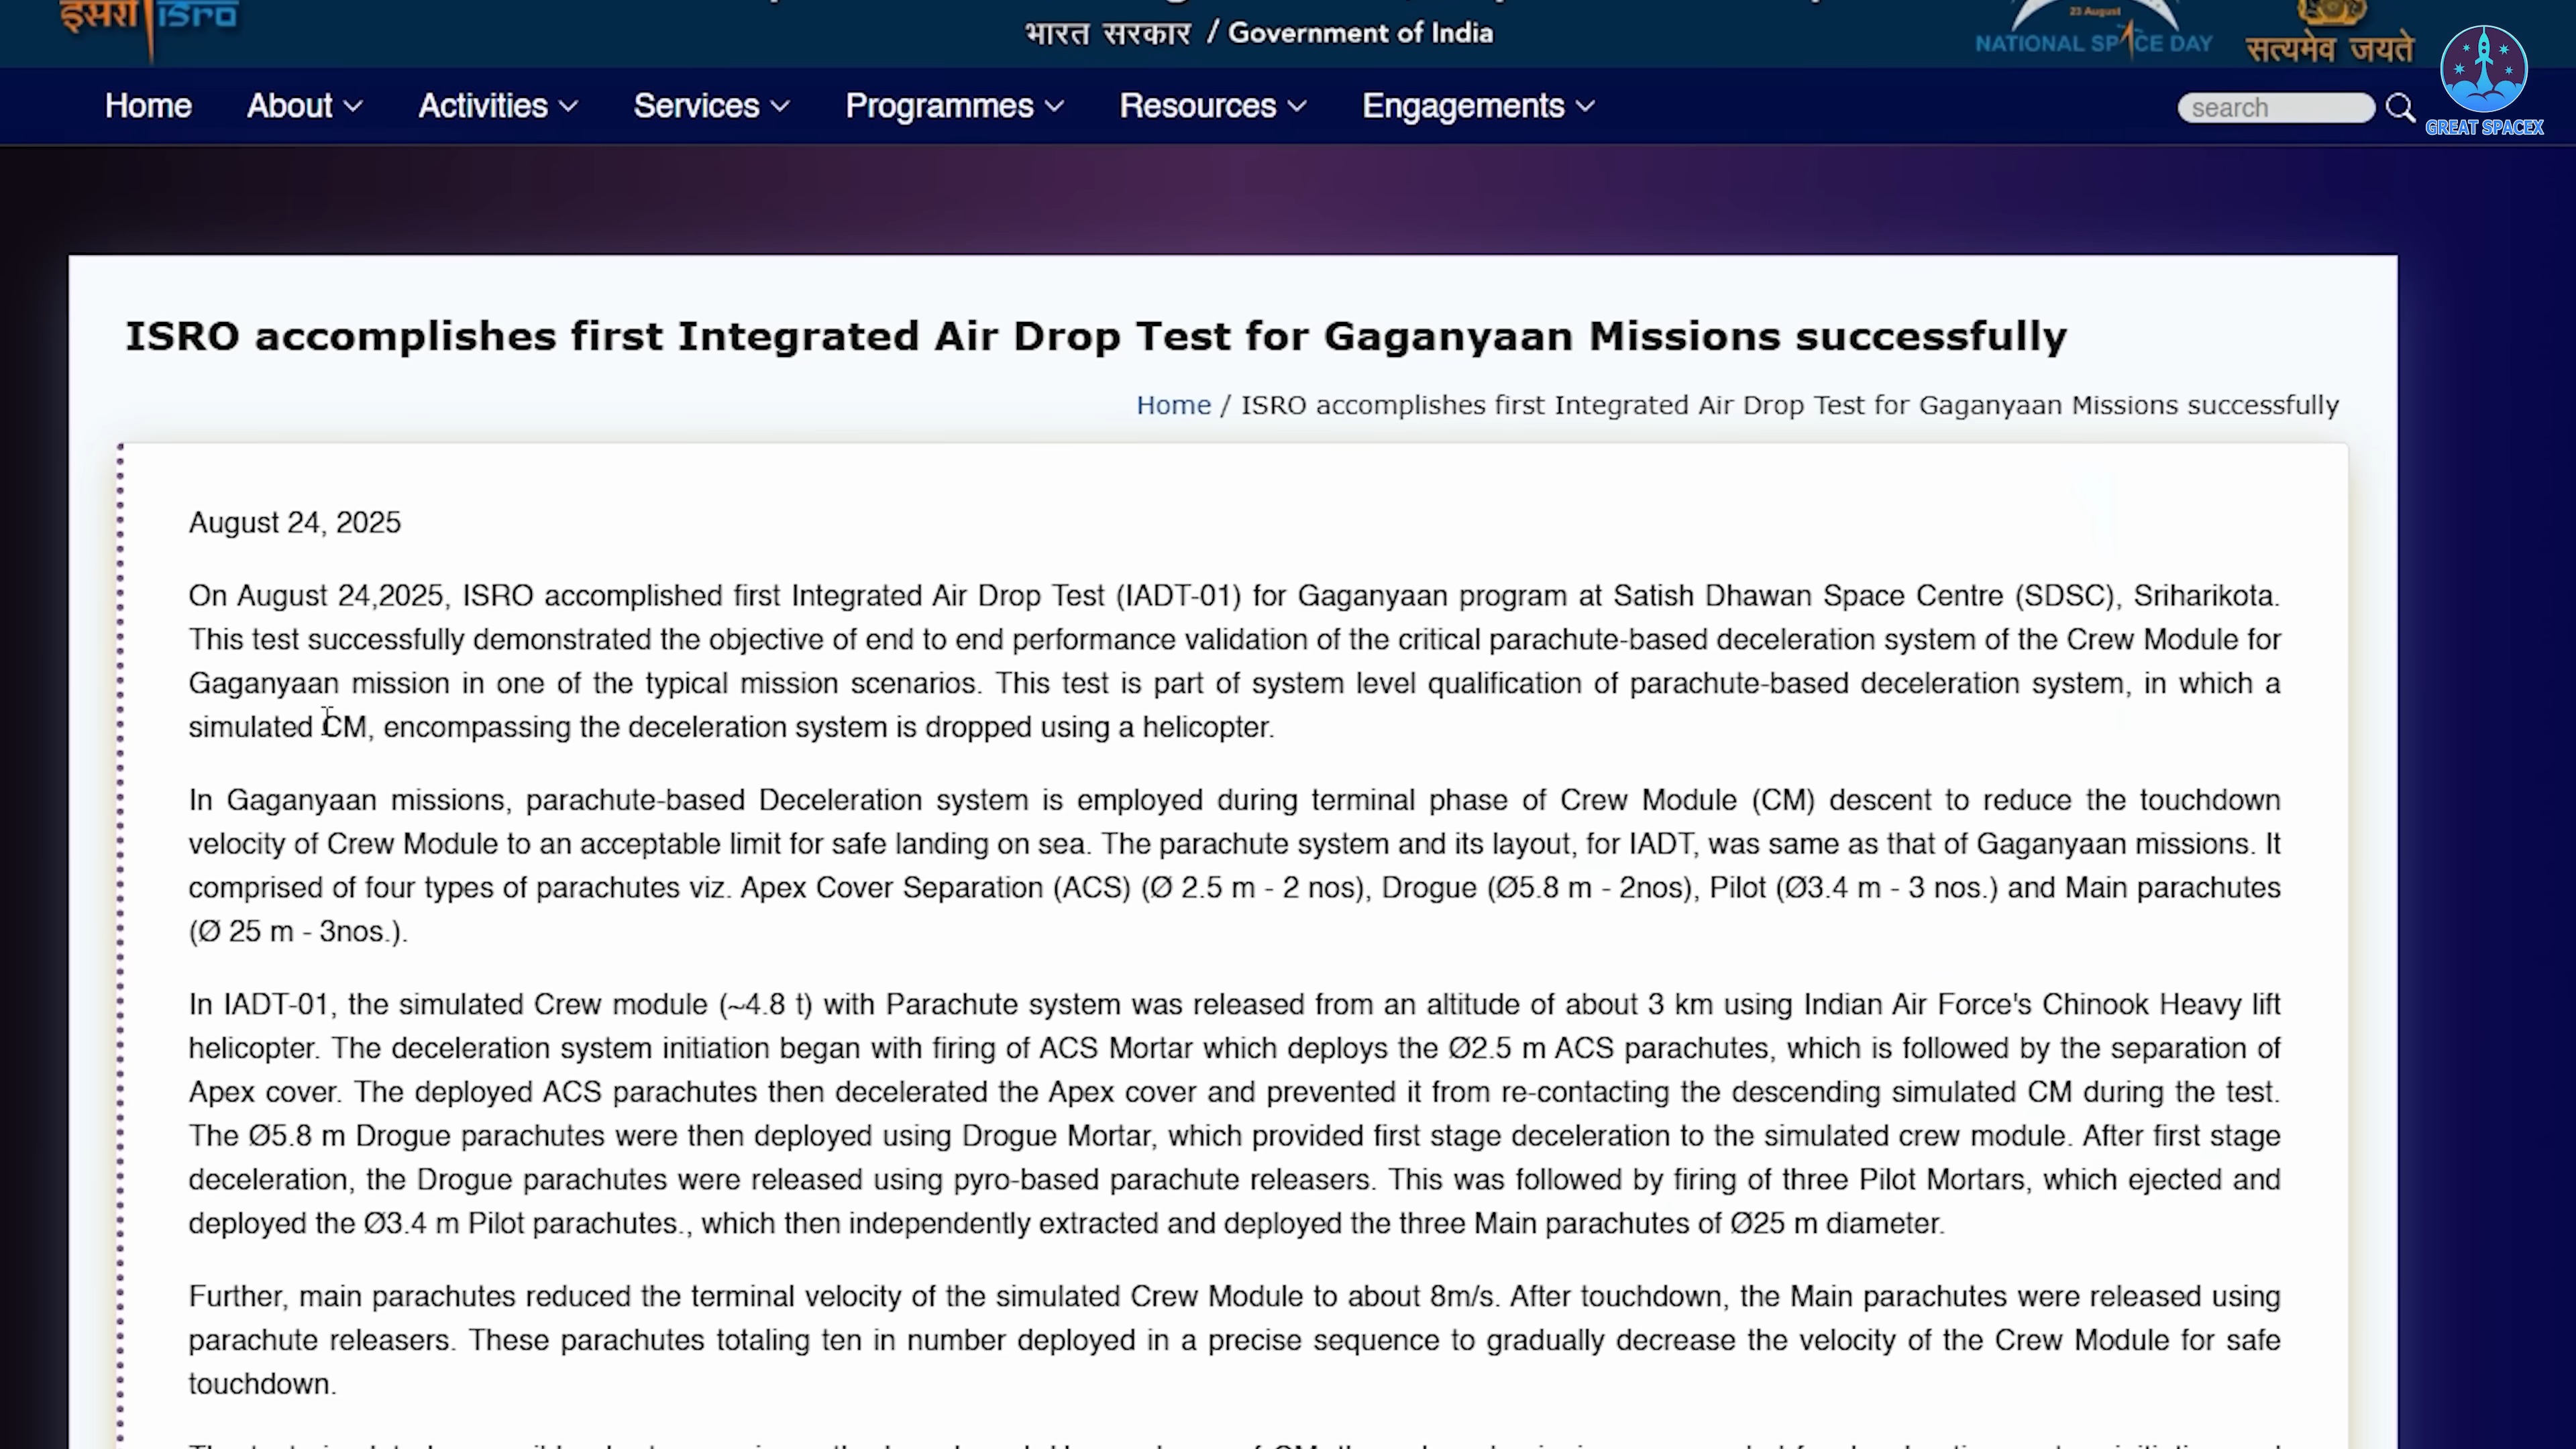 इसरो isro
भारत सरकार / Government of India
23 August
NATIONAL SPACE DAY
सत्यमेव जयते
Home About Activities Services Programmes Resources Engagements
search
GREAT SPACEX
ISRO accomplishes first Integrated Air Drop Test for Gaganyaan Missions successfully
Home / ISRO accomplishes first Integrated Air Drop Test for Gaganyaan Missions successfully
August 24, 2025
On August 24,2025, ISRO accomplished first Integrated Air Drop Test (IADT-01) for Gaganyaan program at Satish Dhawan Space Centre (SDSC), Sriharikota.
This test successfully demonstrated the objective of end to end performance validation of the critical parachute-based deceleration system of the Crew Module for
Gaganyaan mission in one of the typical mission scenarios. This test is part of system level qualification of parachute-based deceleration system, in which a
simulated CM, encompassing the deceleration system is dropped using a helicopter.
In Gaganyaan missions, parachute-based Deceleration system is employed during terminal phase of Crew Module (CM) descent to reduce the touchdown
velocity of Crew Module to an acceptable limit for safe landing on sea. The parachute system and its layout, for IADT, was same as that of Gaganyaan missions. It
comprised of four types of parachutes viz. Apex Cover Separation (ACS) (Ø 2.5 m - 2 nos), Drogue (Ø5.8 m - 2nos), Pilot (Ø3.4 m - 3 nos.) and Main parachutes
(Ø 25 m - 3nos.).
In IADT-01, the simulated Crew module (~4.8 t) with Parachute system was released from an altitude of about 3 km using Indian Air Force's Chinook Heavy lift
helicopter. The deceleration system initiation began with firing of ACS Mortar which deploys the Ø2.5 m ACS parachutes, which is followed by the separation of
Apex cover. The deployed ACS parachutes then decelerated the Apex cover and prevented it from re-contacting the descending simulated CM during the test.
The Ø5.8 m Drogue parachutes were then deployed using Drogue Mortar, which provided first stage deceleration to the simulated crew module. After first stage
deceleration, the Drogue parachutes were released using pyro-based parachute releasers. This was followed by firing of three Pilot Mortars, which ejected and
deployed the Ø3.4 m Pilot parachutes., which then independently extracted and deployed the three Main parachutes of Ø25 m diameter.
Further, main parachutes reduced the terminal velocity of the simulated Crew Module to about 8m/s. After touchdown, the Main parachutes were released using
parachute releasers. These parachutes totaling ten in number deployed in a precise sequence to gradually decrease the velocity of the Crew Module for safe
touchdown.